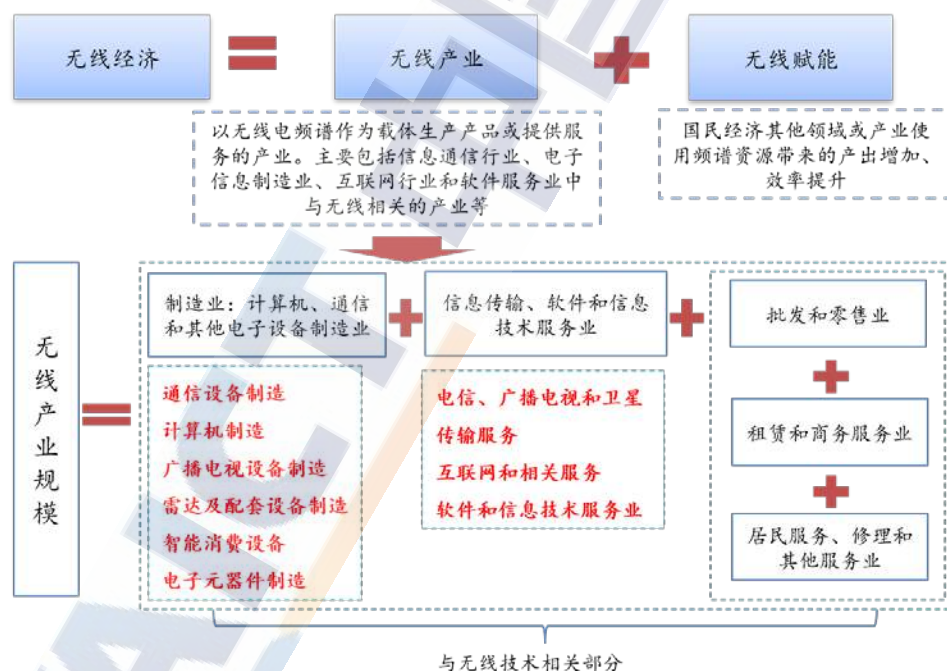 无线经济
无线产业
无线赋能
以无线电频谱作为载体生产产品或提供服
务的产业。主要包括信息通信行业、电子
信息制造业、互联网行业和软件服务业中
与无线相关的产业等
国民经济其他领域或产业使
用频谱资源带来的产出增加、
效率提升
无线产业规模
制造业：计算机、通信
和其他电子设备制造业
信息传输、软件和信息
技术服务业
批发和零售业
通信设备制造
计算机制造
广播电视设备制造
雷达及配套设备制造
智能消费设备
电子元器件制造
电信、广播电视和卫星
传输服务
互联网和相关服务
软件和信息技术服务业
租赁和商务服务业
居民服务、修理和
其他服务业
与无线技术相关部分